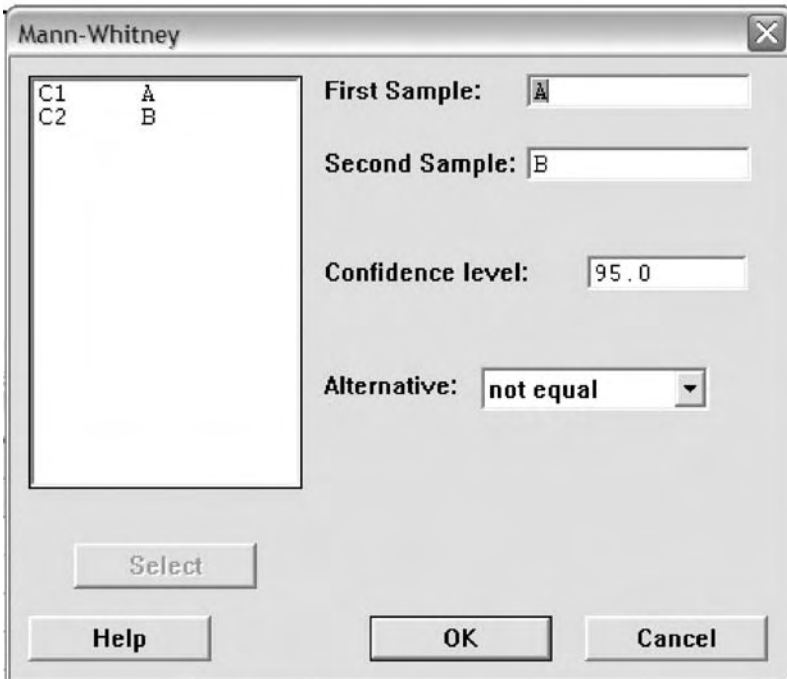 Mann-Whitney
C1 A
C2 B
First Sample: A
Second Sample: B
Confidence level: 95.0
Alternative: not equal
Select
Help OK Cancel